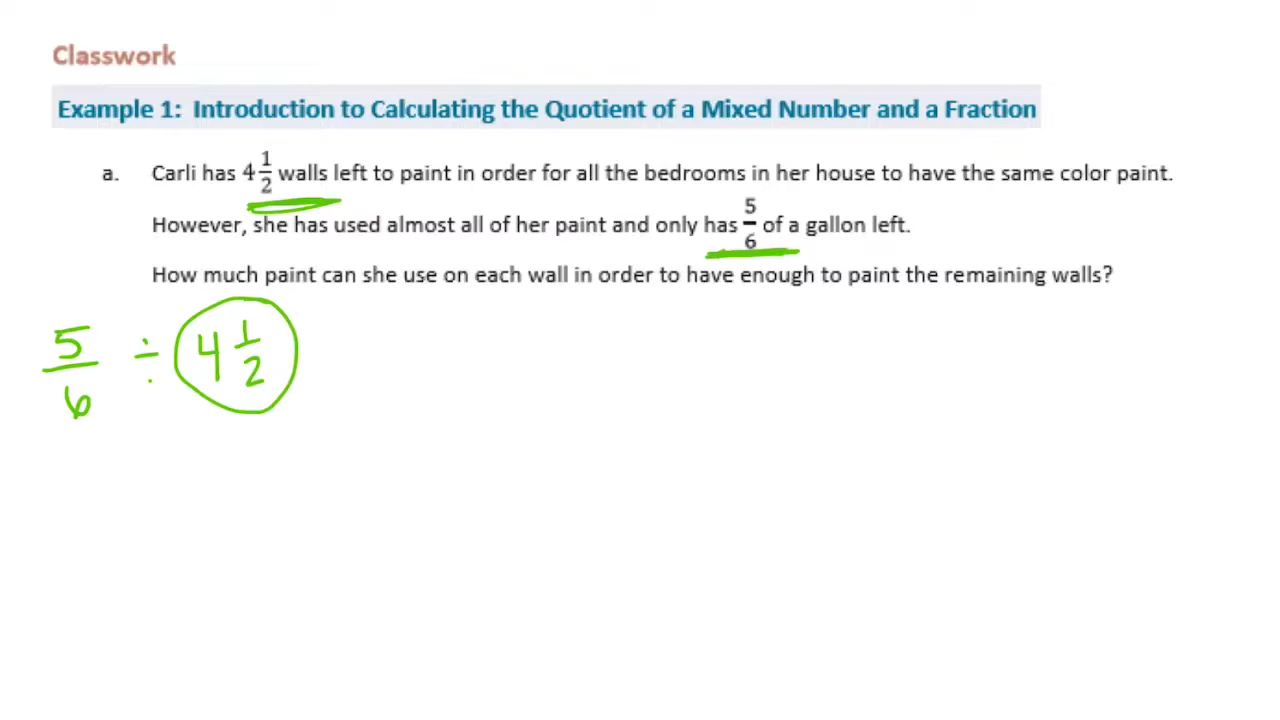 Classwork
Example 1: Introduction to Calculating the Quotient of a Mixed Number and a Fraction
a. Carli has 4 1/2 walls left to paint in order for all the bedrooms in her house to have the same color paint.
However, she has used almost all of her paint and only has 5/6 of a gallon left.
How much paint can she use on each wall in order to have enough to paint the remaining walls?
5/6 ÷ 4 1/2